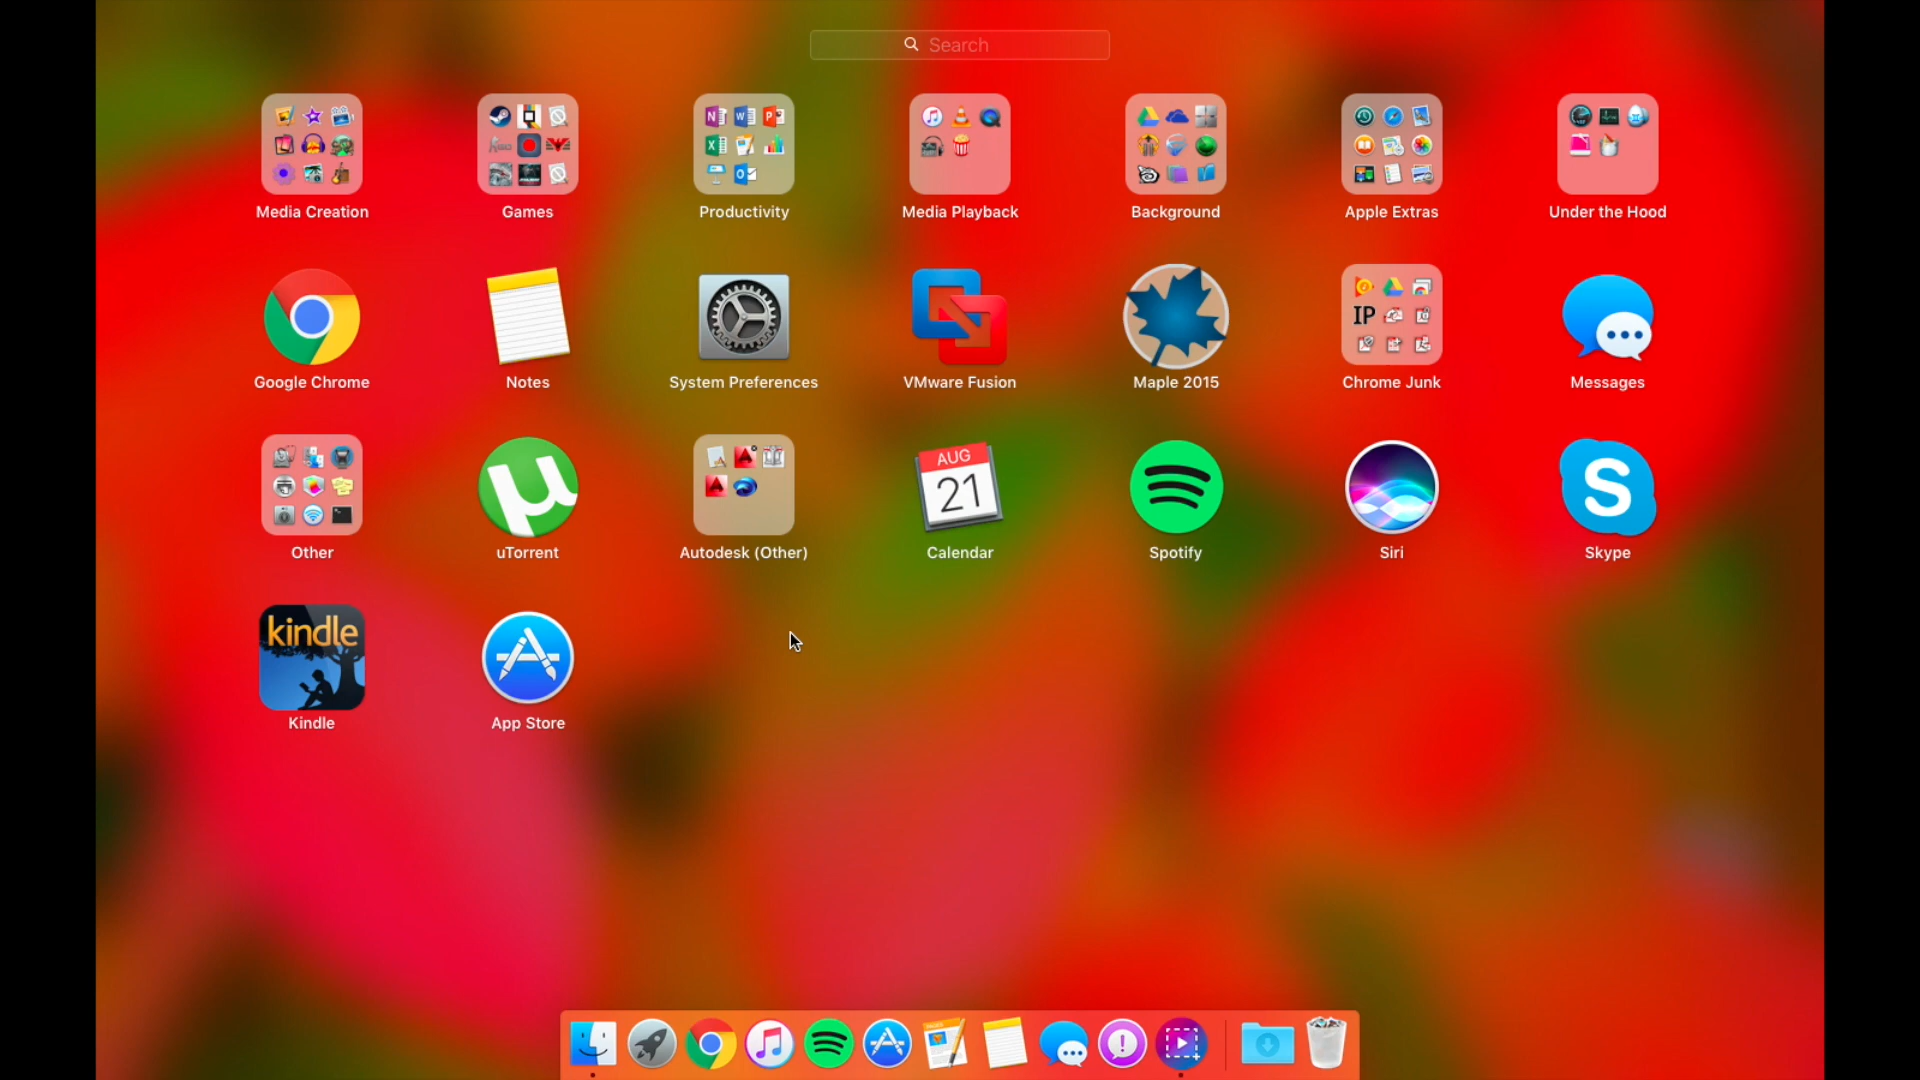 Search
Media Creation
Games
Productivity
Media Playback
Background
Apple Extras
Under the Hood
Google Chrome
Notes
System Preferences
VMware Fusion
Maple 2015
IP
Chrome Junk
Messages
Other
µ
uTorrent
Autodesk (Other)
AUG
21
Calendar
Spotify
Siri
S
Skype
kindle
Kindle
App Store